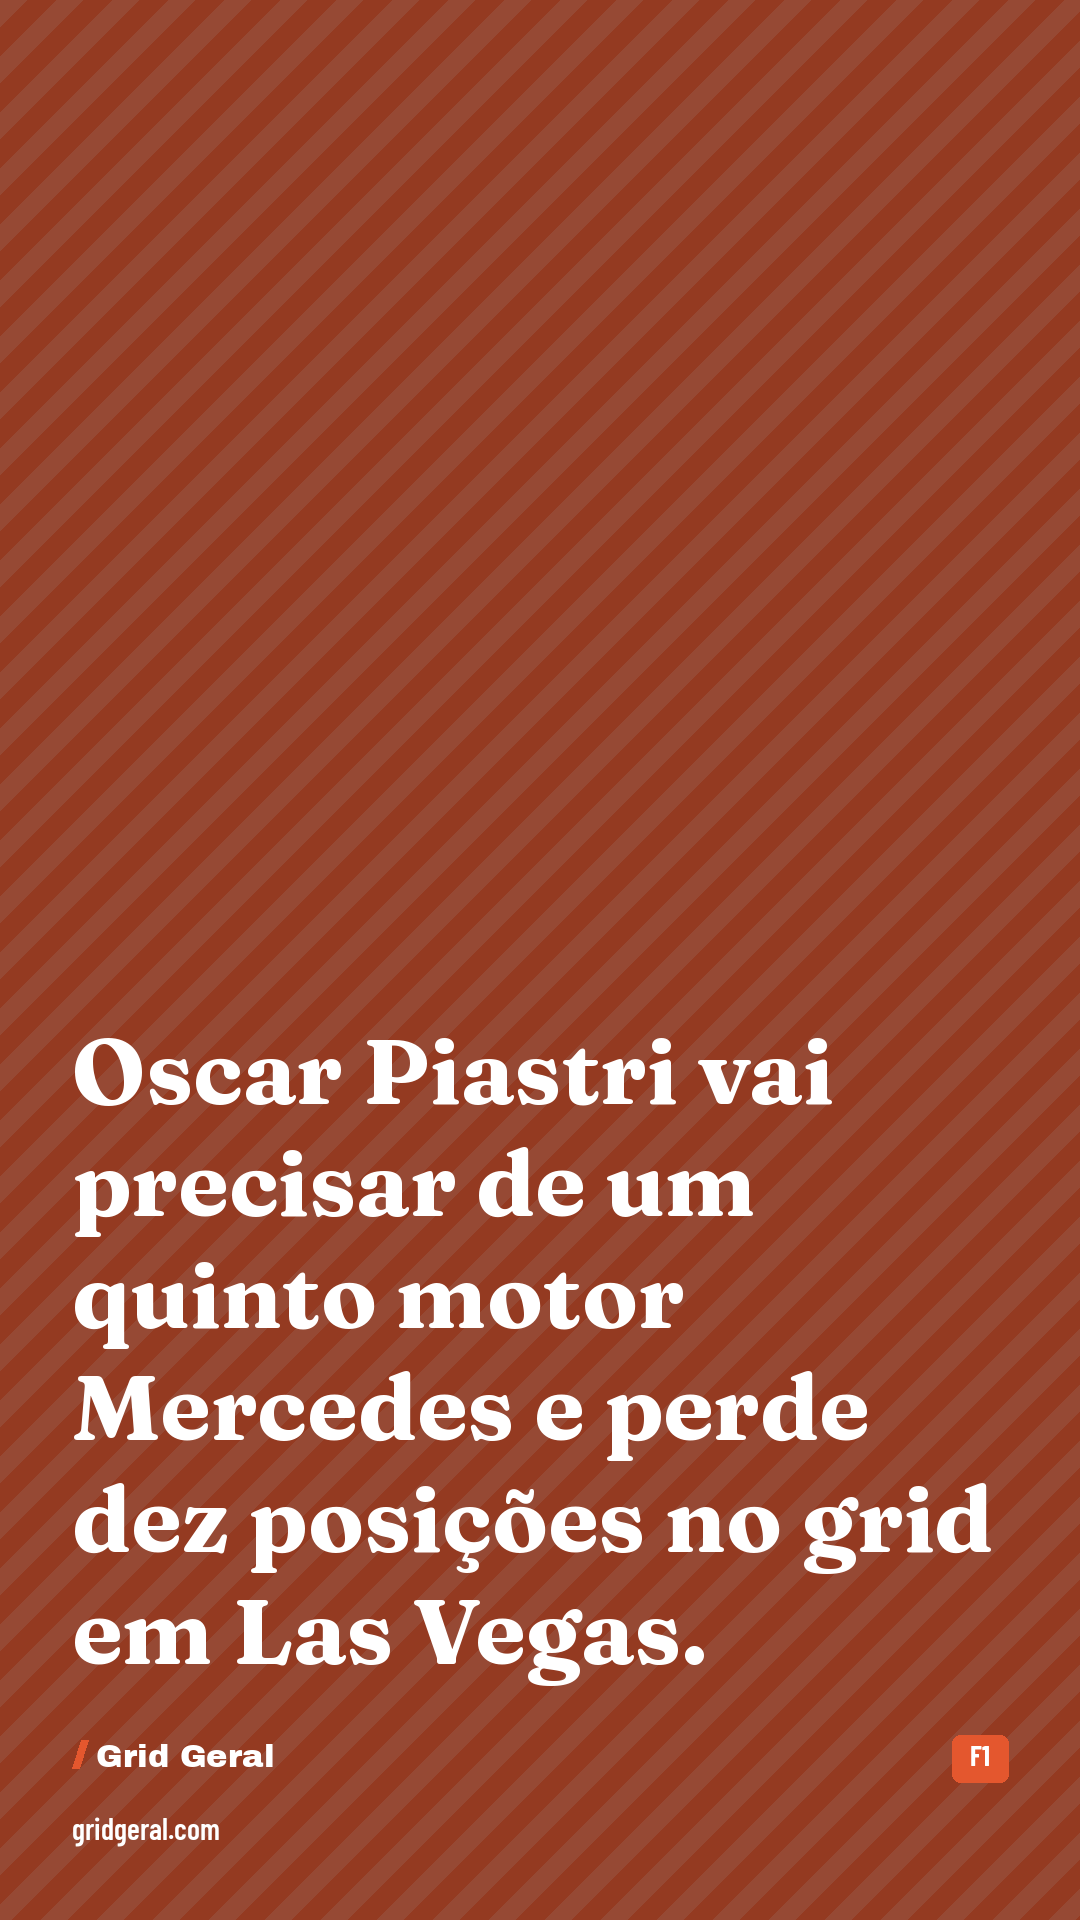 Oscar Piastri vai
precisar de um
quinto motor
Mercedes e perde
dez posições no grid
em Las Vegas.
/ Grid Geral
F1
gridgeral.com